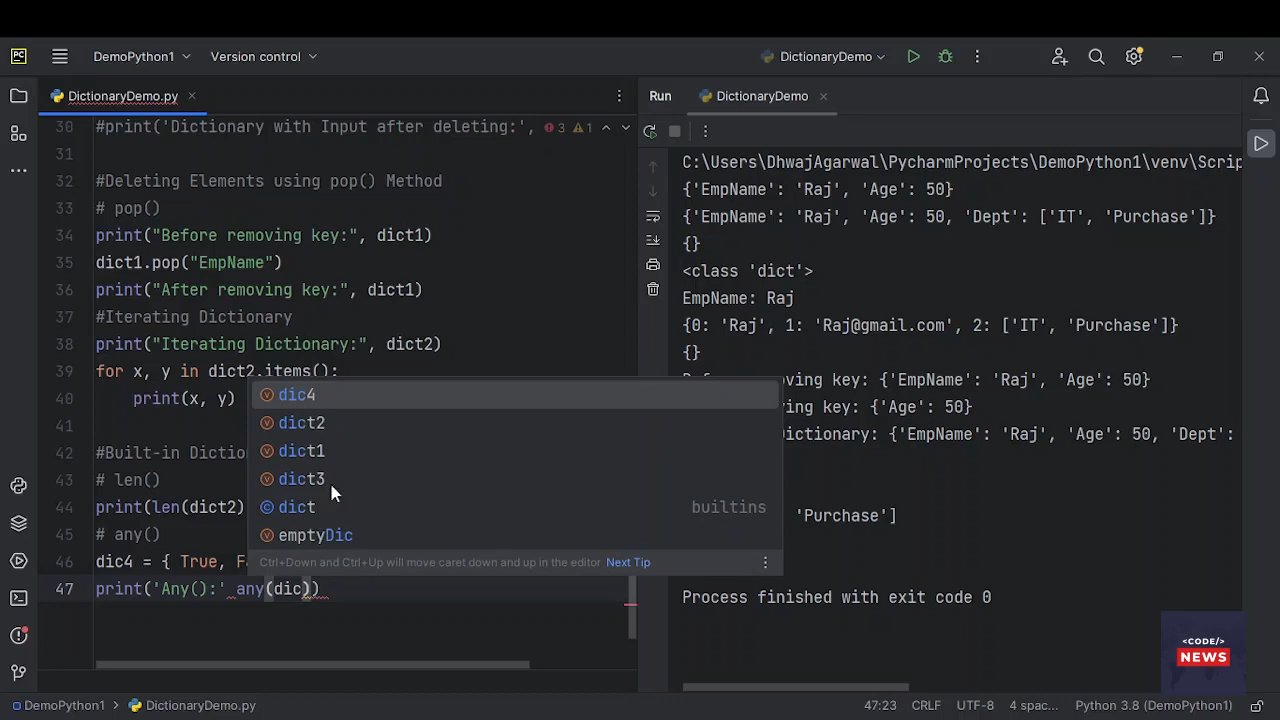 PC DemoPython1 Version control DictionaryDemo
DictionaryDemo.py
Run DictionaryDemo
30 #print('Dictionary with Input after deleting:', 3 1
31
32 #Deleting Elements using pop() Method
33 # pop()
34 print("Before removing key:", dict1)
35 dict1.pop("EmpName")
36 print("After removing key:", dict1)
37 #Iterating Dictionary
38 print("Iterating Dictionary:", dict2)
39 for x, y in dict2.items():
40 print(x, y)
41
42 #Built-in Dictio
43 # len()
44 print(len(dict2)
45 # any()
46 dic4 = { True, F
47 print('Any():' any(dic))
dic4
dict2
dict1
dict3
dict builtins
emptyDic
Ctrl+Down and Ctrl+Up will move caret down and up in the editor Next Tip
C:\Users\DhwajAgarwal\PycharmProjects\DemoPython1\venv\Scrip
{'EmpName': 'Raj', 'Age': 50}
{'EmpName': 'Raj', 'Age': 50, 'Dept': ['IT', 'Purchase']}
{}
<class 'dict'>
EmpName: Raj
{0: 'Raj', 1: 'Raj@gmail.com', 2: ['IT', 'Purchase']}
{}
moving key: {'EmpName': 'Raj', 'Age': 50}
ving key: {'Age': 50}
Dictionary: {'EmpName': 'Raj', 'Age': 50, 'Dept':
'Purchase']
Process finished with exit code 0
<CODE/>
NEWS
DemoPython1 DictionaryDemo.py 47:23 CRLF UTF-8 4 spac... Python 3.8 (DemoPython1)